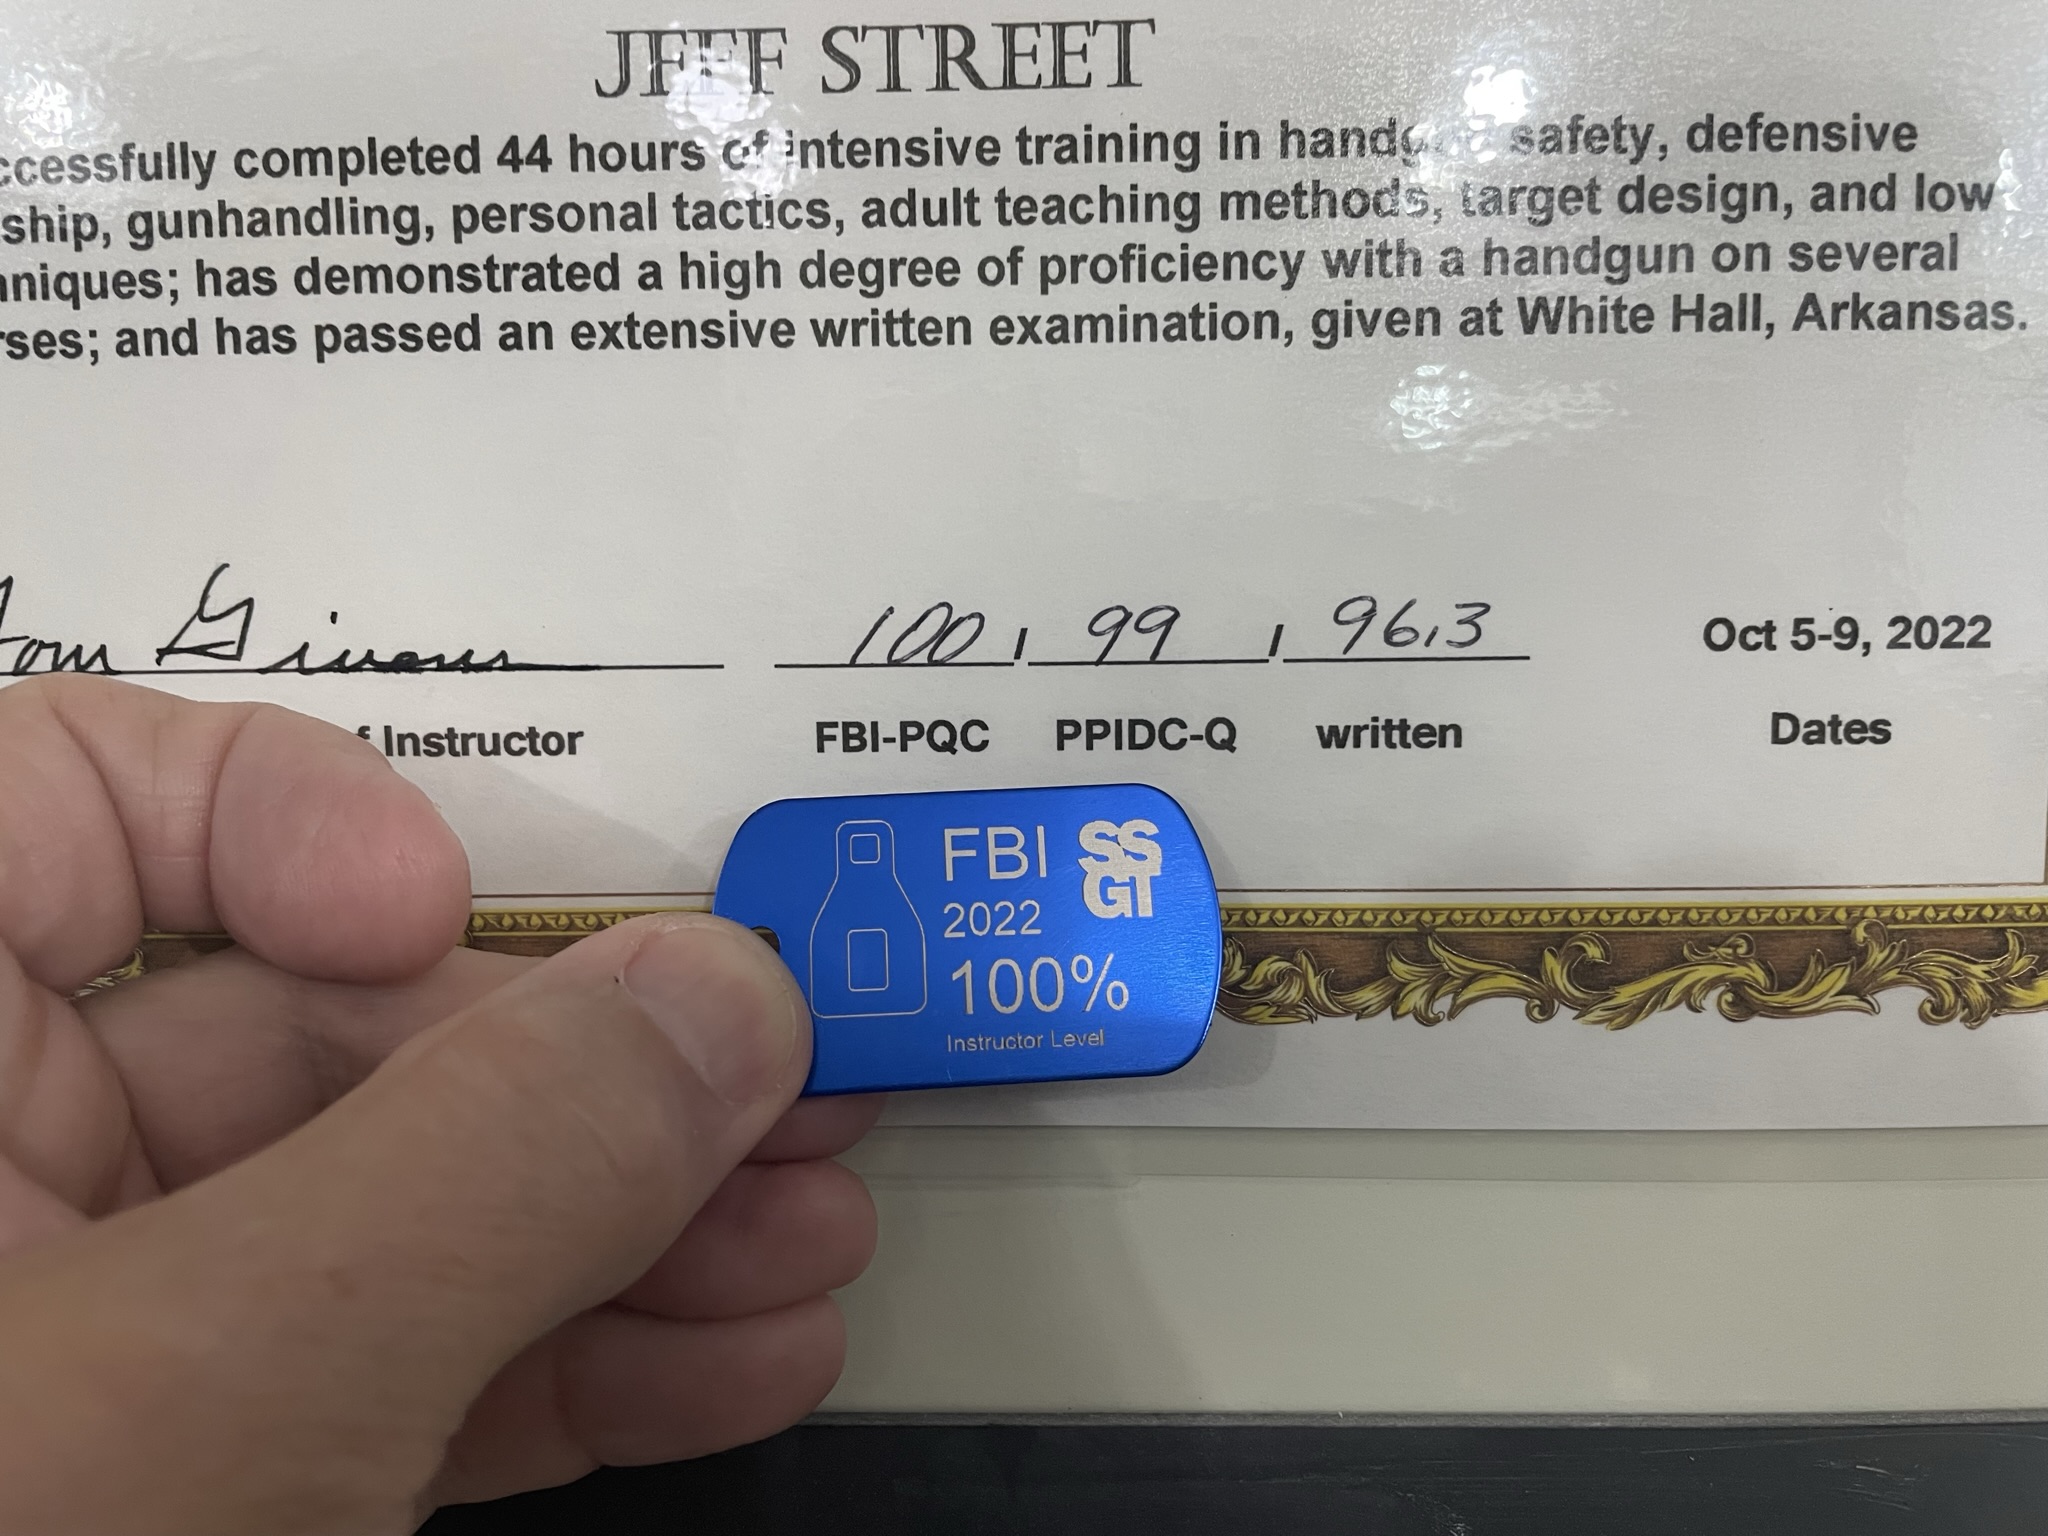 JEFF STREET
ccessfully completed 44 hours of intensive training in handgun safety, defensive
ship, gunhandling, personal tactics, adult teaching methods, target design, and low
niques; has demonstrated a high degree of proficiency with a handgun on several
rses; and has passed an extensive written examination, given at White Hall, Arkansas.
Tom Givens 100, 99, 96.3 Oct 5-9, 2022
f Instructor FBI-PQC PPIDC-Q written Dates
FBI SS
GT
2022
100%
Instructor Level